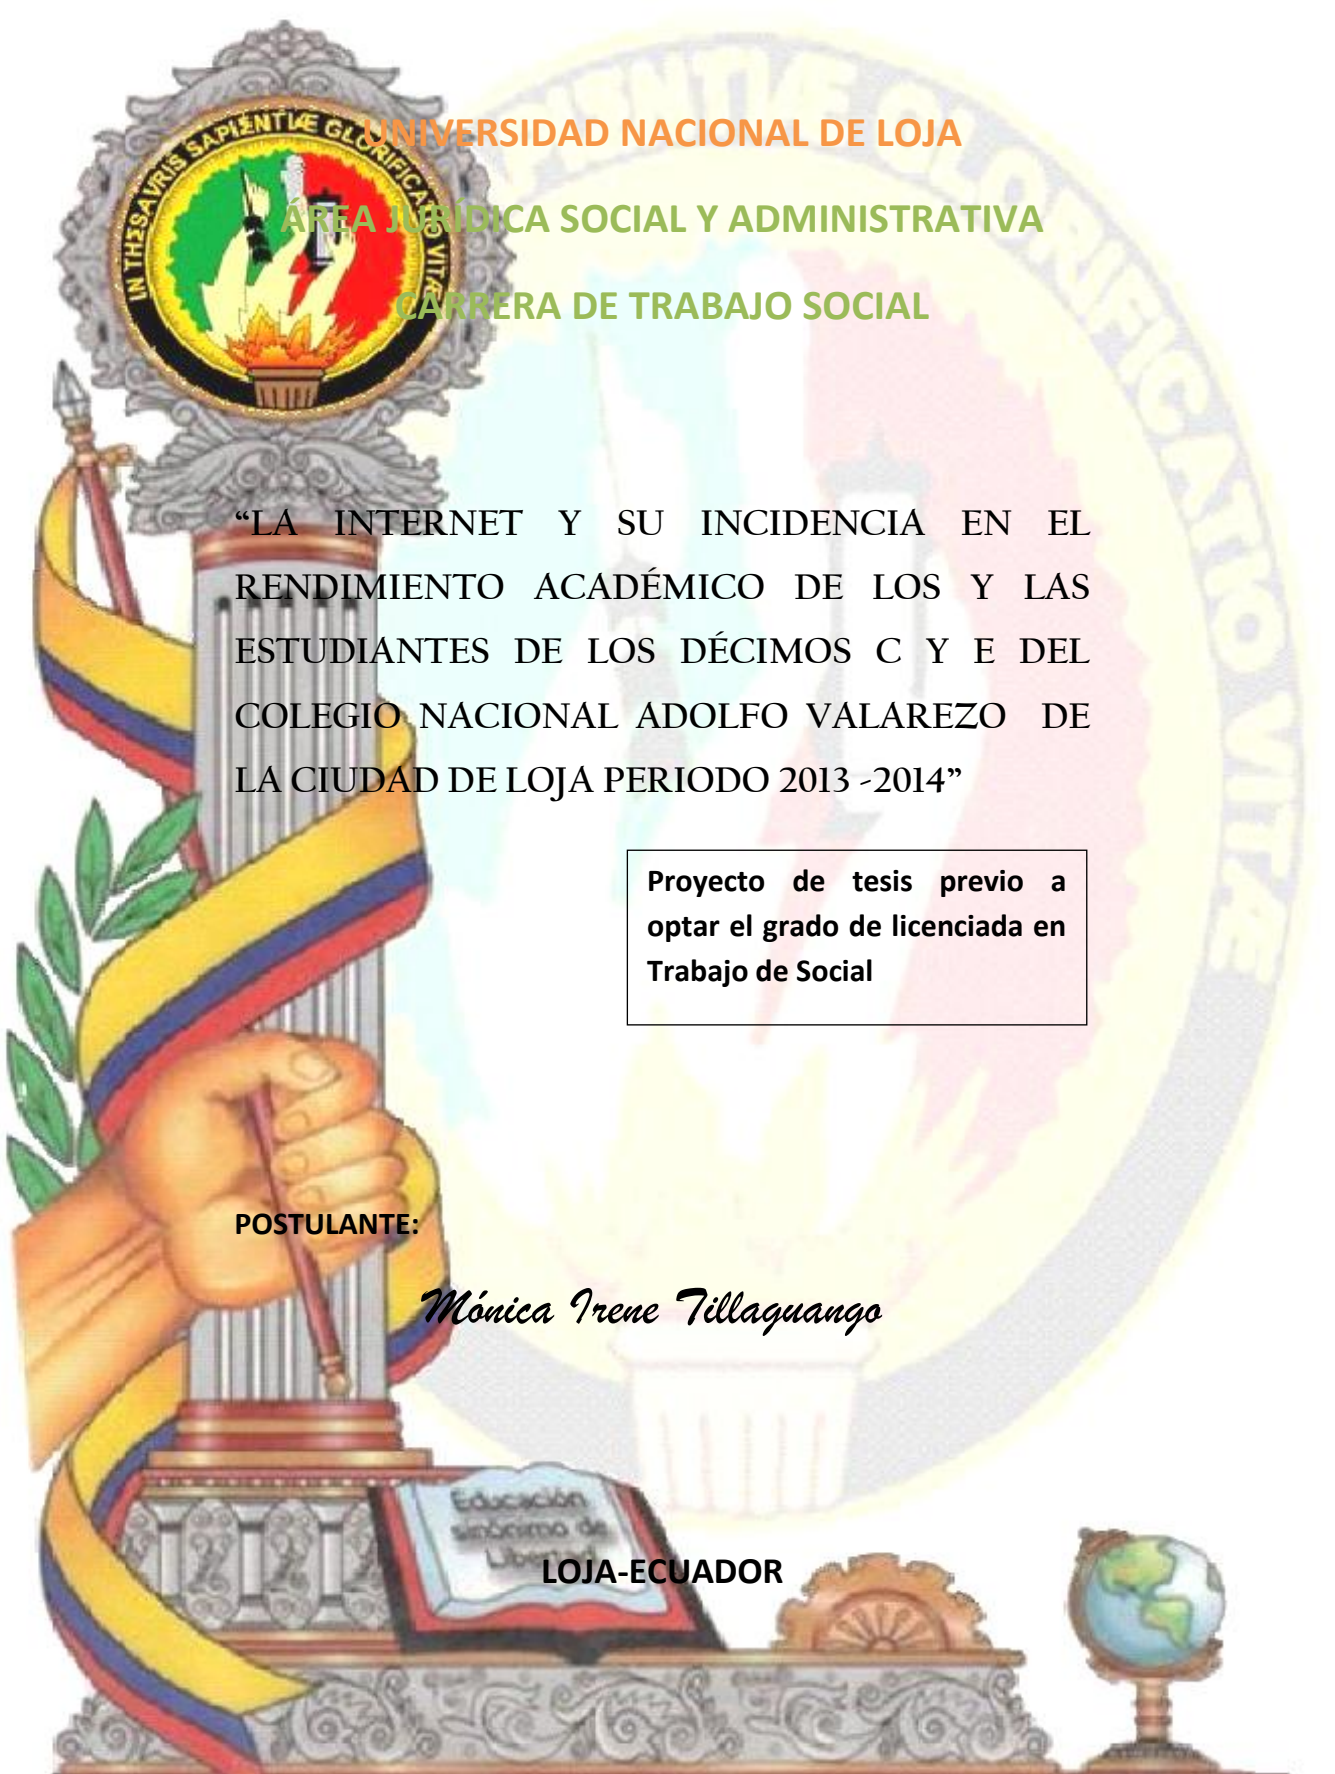 UNIVERSIDAD NACIONAL DE LOJA
ÁREA JURÍDICA SOCIAL Y ADMINISTRATIVA
CARRERA DE TRABAJO SOCIAL
IN THESAVRIS SAPIENTIÆ GLORIFICATIO VITÆ
“LA INTERNET Y SU INCIDENCIA EN EL
RENDIMIENTO ACADÉMICO DE LOS Y LAS
ESTUDIANTES DE LOS DÉCIMOS C Y E DEL
COLEGIO NACIONAL ADOLFO VALAREZO DE
LA CIUDAD DE LOJA PERIODO 2013 -2014”
Proyecto de tesis previo a
optar el grado de licenciada en
Trabajo de Social
POSTULANTE:
Mónica Irene Tillaguango
Educación
sinónimo de
Libertad
LOJA-ECUADOR